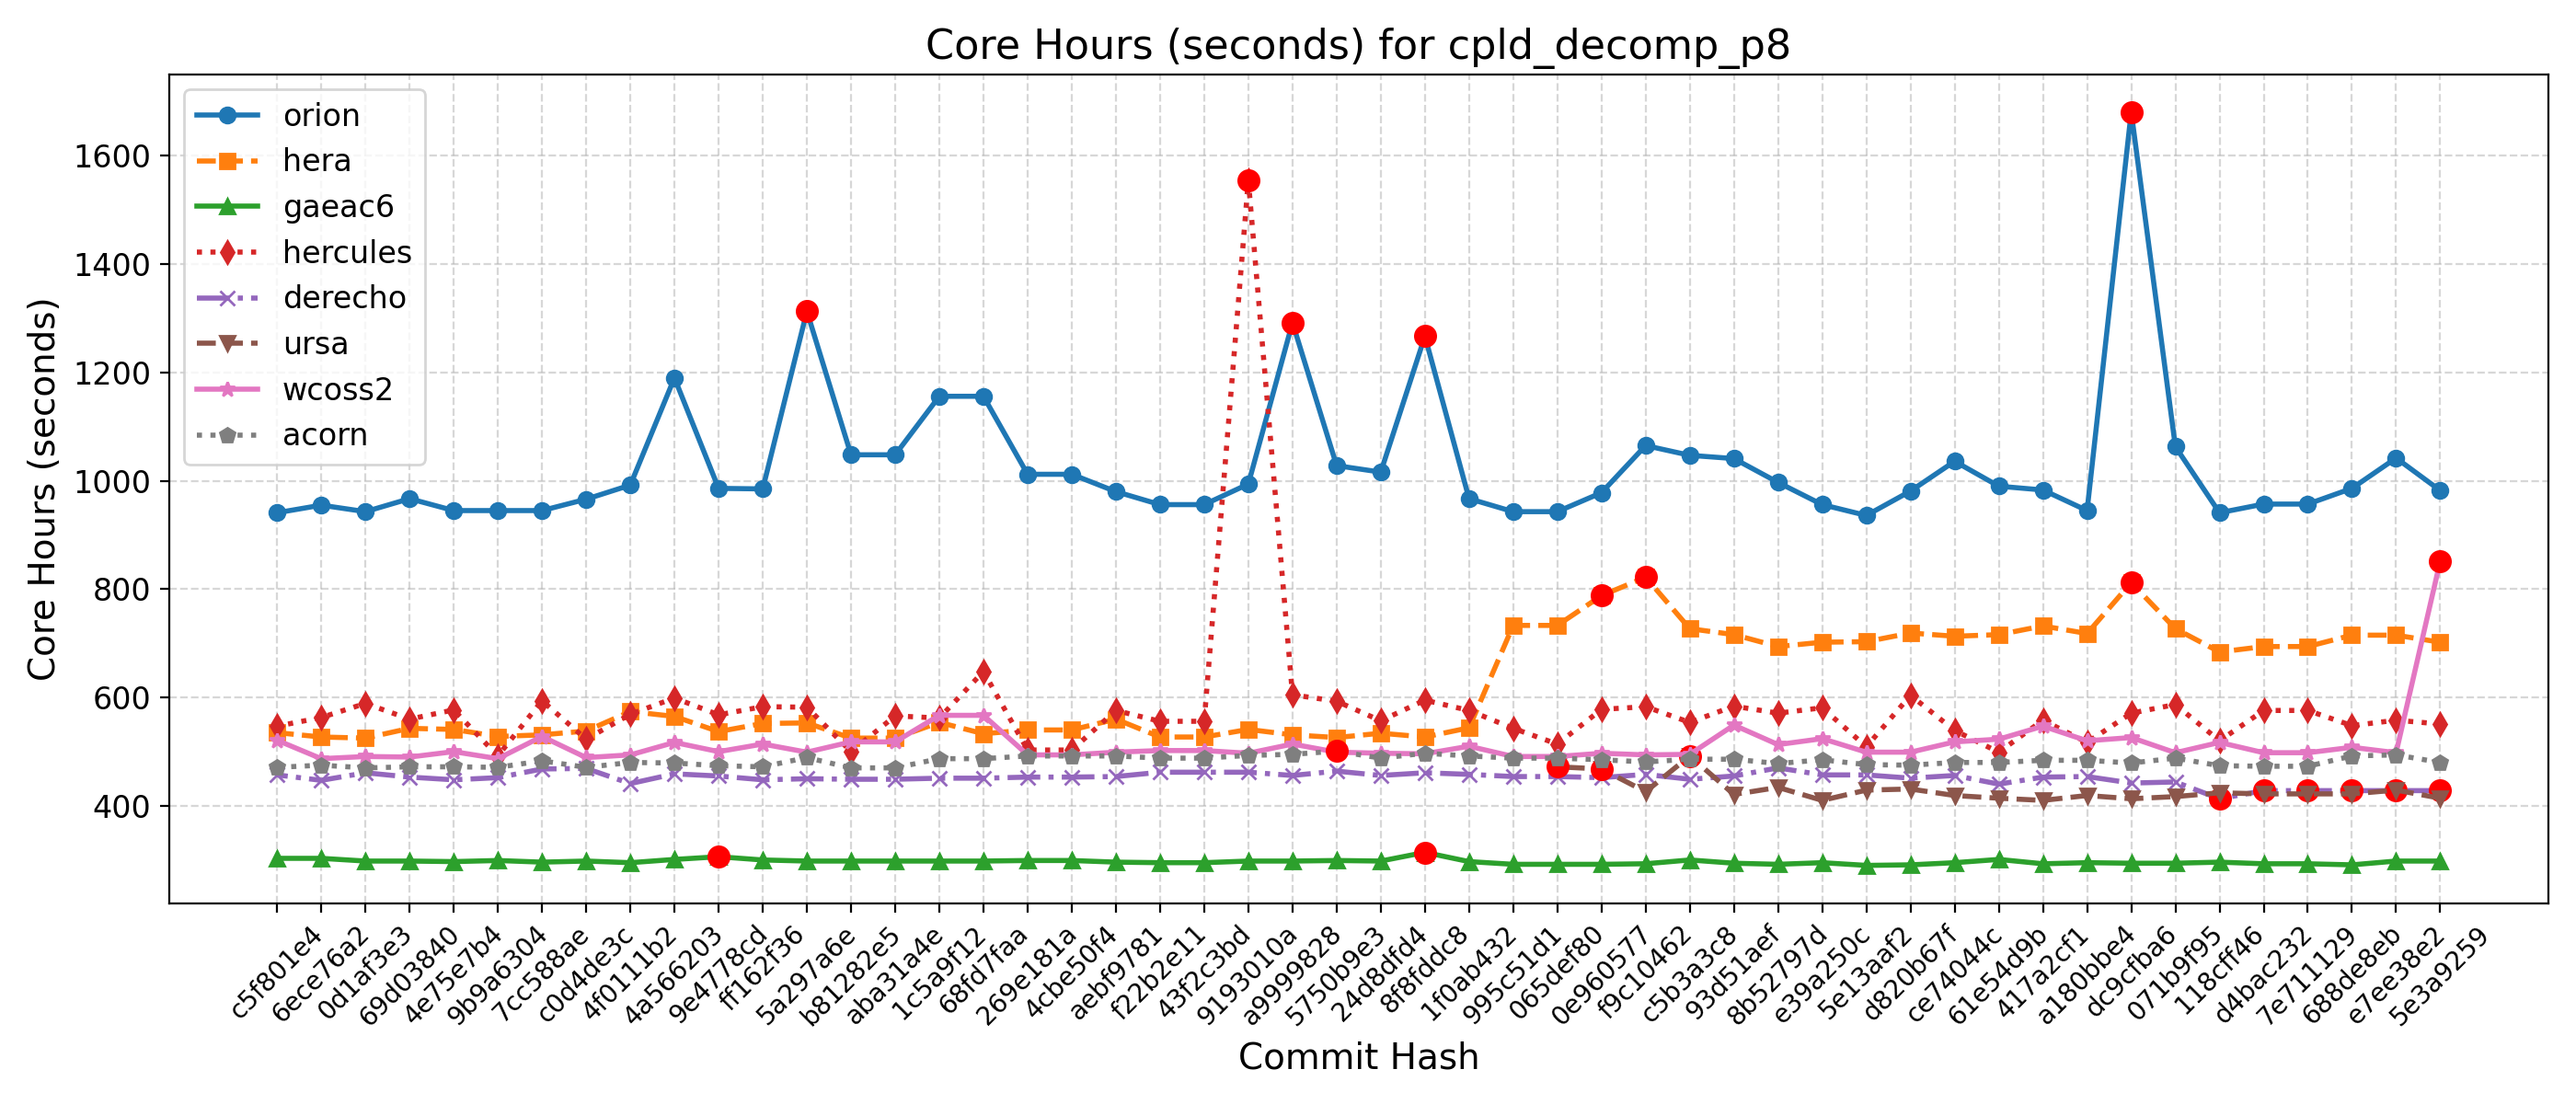 Core Hours (seconds) for cpld_decomp_p8
Core Hours (seconds)
1600
1400
1200
1000
800
600
400
orion
hera
gaeac6
hercules
derecho
ursa
wcoss2
acorn
c5f801e4
6ece76a2
0d1af3e3
69d03840
4e75e7b4
9b9a6304
7cc588ae
c0d4de3c
4f0111b2
4a566203
9e4778cd
ff162f36
5a297a6e
b81282e5
aba31a4e
1c5a9f12
68fd7faa
269e181a
4cbe50f4
aebf9781
f22b2e11
43f2c3bd
9193010a
a9999828
5750b9e3
24d8dfd4
8f8fddc8
1f0ab432
995c51d1
065def80
0e960577
f9c10462
c5b3a3c8
93d51aef
8b52797d
e39a250c
5e13aaf2
d820b67f
ce74044c
61e54d9b
417a2cf1
a180bbe4
dc9cfba6
071b9f95
118cff46
d4bac232
7e711129
688de8eb
e7ee38e2
5e3a9259
Commit Hash